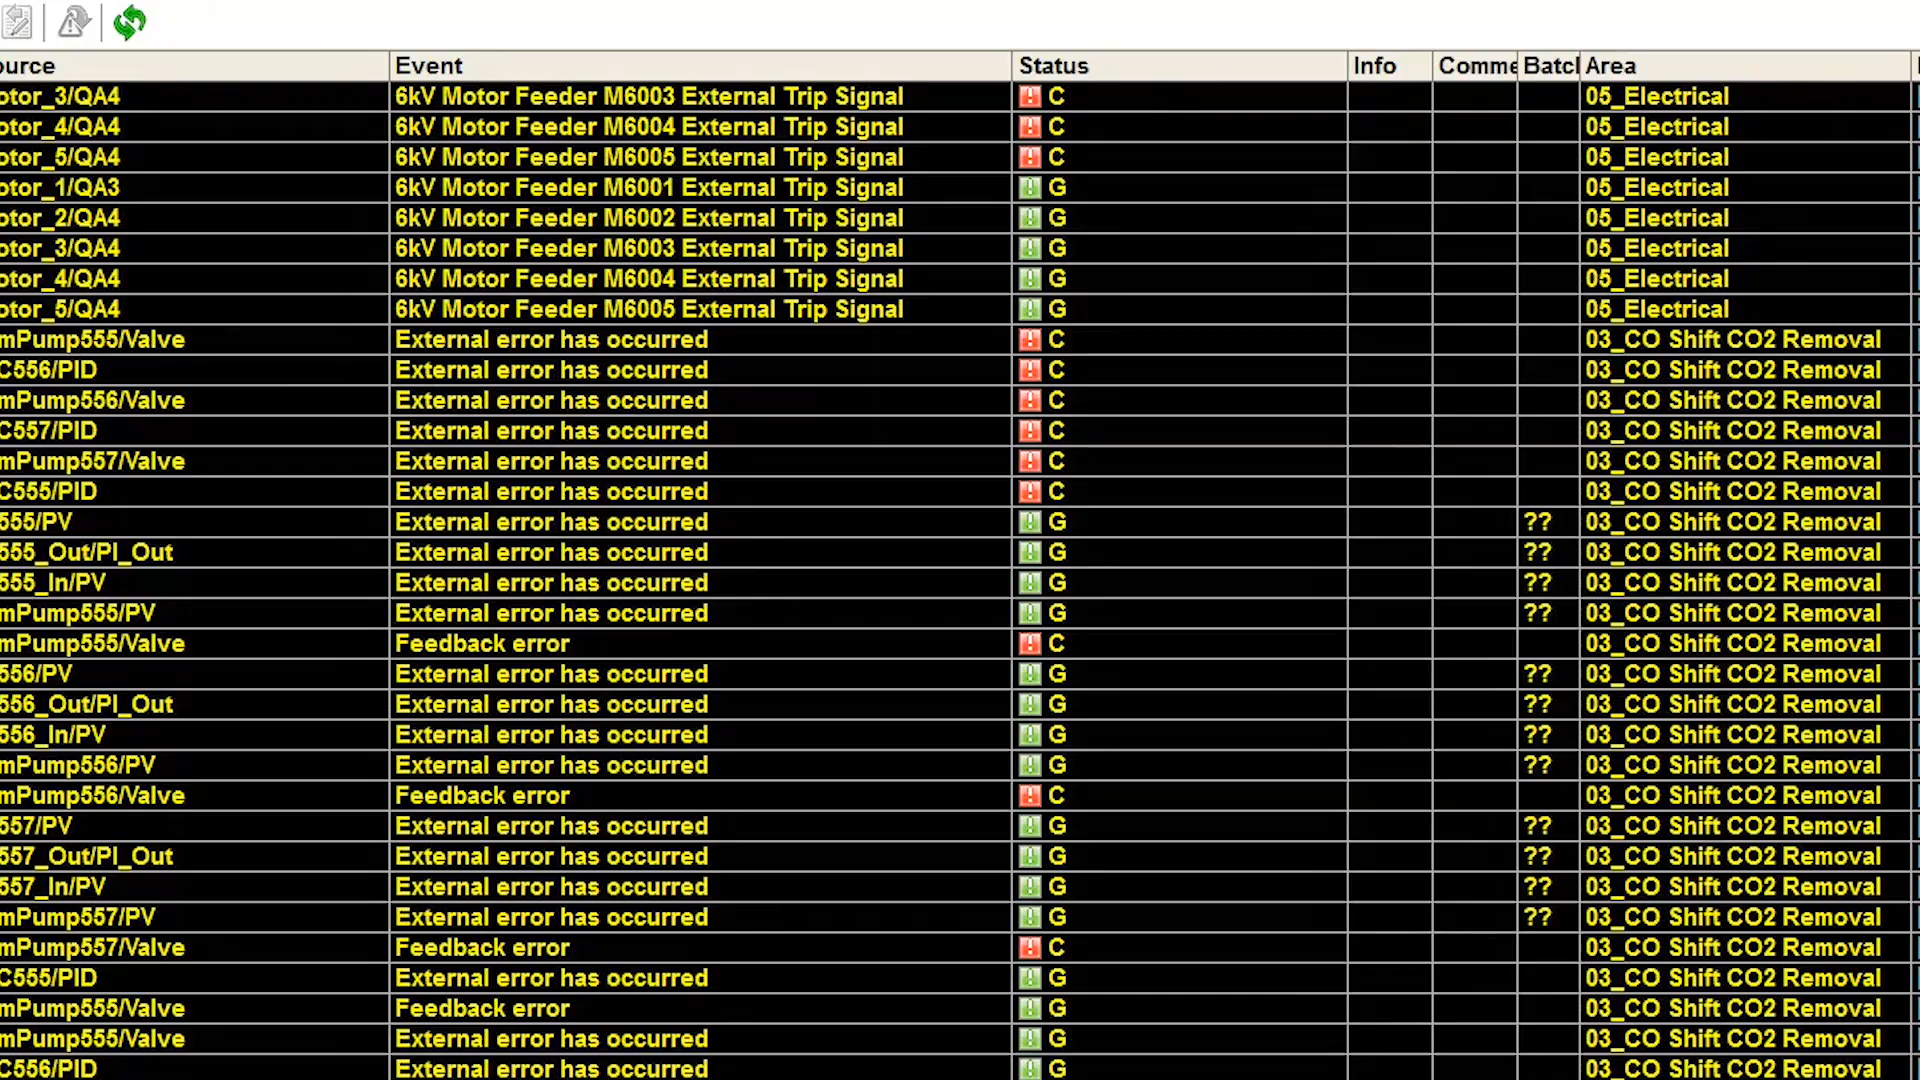 ource Event Status Info Comme Batcl Area
otor_3/QA4 6kV Motor Feeder M6003 External Trip Signal C 05_Electrical
otor_4/QA4 6kV Motor Feeder M6004 External Trip Signal C 05_Electrical
otor_5/QA4 6kV Motor Feeder M6005 External Trip Signal C 05_Electrical
otor_1/QA3 6kV Motor Feeder M6001 External Trip Signal G 05_Electrical
otor_2/QA4 6kV Motor Feeder M6002 External Trip Signal G 05_Electrical
otor_3/QA4 6kV Motor Feeder M6003 External Trip Signal G 05_Electrical
otor_4/QA4 6kV Motor Feeder M6004 External Trip Signal G 05_Electrical
otor_5/QA4 6kV Motor Feeder M6005 External Trip Signal G 05_Electrical
mPump555/Valve External error has occurred C 03_CO Shift CO2 Removal
C556/PID External error has occurred C 03_CO Shift CO2 Removal
mPump556/Valve External error has occurred C 03_CO Shift CO2 Removal
C557/PID External error has occurred C 03_CO Shift CO2 Removal
mPump557/Valve External error has occurred C 03_CO Shift CO2 Removal
C555/PID External error has occurred C 03_CO Shift CO2 Removal
555/PV External error has occurred G ?? 03_CO Shift CO2 Removal
555_Out/PI_Out External error has occurred G ?? 03_CO Shift CO2 Removal
555_In/PV External error has occurred G ?? 03_CO Shift CO2 Removal
mPump555/PV External error has occurred G ?? 03_CO Shift CO2 Removal
mPump555/Valve Feedback error C 03_CO Shift CO2 Removal
556/PV External error has occurred G ?? 03_CO Shift CO2 Removal
556_Out/PI_Out External error has occurred G ?? 03_CO Shift CO2 Removal
556_In/PV External error has occurred G ?? 03_CO Shift CO2 Removal
mPump556/PV External error has occurred G ?? 03_CO Shift CO2 Removal
mPump556/Valve Feedback error C 03_CO Shift CO2 Removal
557/PV External error has occurred G ?? 03_CO Shift CO2 Removal
557_Out/PI_Out External error has occurred G ?? 03_CO Shift CO2 Removal
557_In/PV External error has occurred G ?? 03_CO Shift CO2 Removal
mPump557/PV External error has occurred G ?? 03_CO Shift CO2 Removal
mPump557/Valve Feedback error C 03_CO Shift CO2 Removal
C555/PID External error has occurred G 03_CO Shift CO2 Removal
mPump555/Valve Feedback error G 03_CO Shift CO2 Removal
mPump555/Valve External error has occurred G 03_CO Shift CO2 Removal
C556/PID External error has occurred G 03_CO Shift CO2 Removal